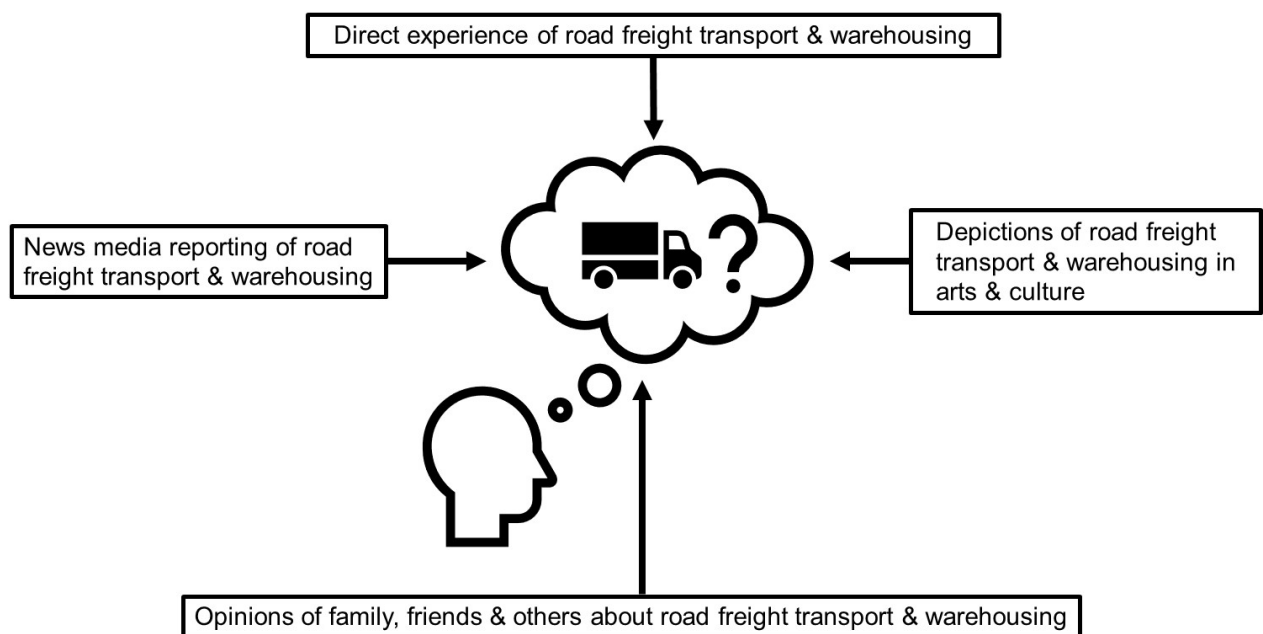 Direct experience of road freight transport & warehousing
News media reporting of road
freight transport & warehousing
?
Depictions of road freight
transport & warehousing in
arts & culture
Opinions of family, friends & others about road freight transport & warehousing